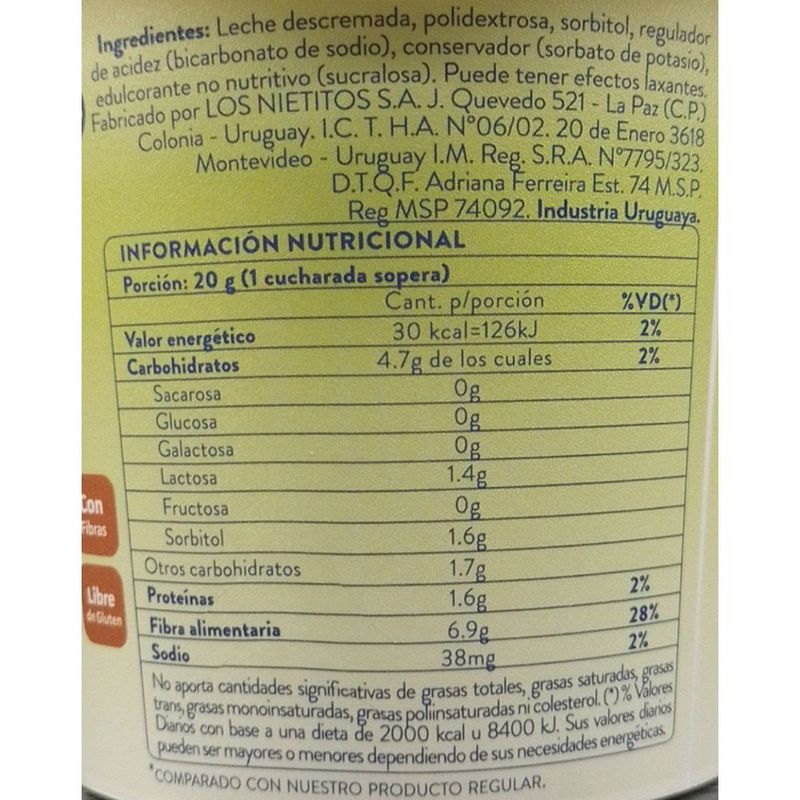 Ingredientes: Leche descremada, polidextrosa, sorbitol, regulador
de acidez (bicarbonato de sodio), conservador (sorbato de potasio),
edulcorante no nutritivo (sucralosa). Puede tener efectos laxantes.
Fabricado por LOS NIETITOS S.A. J. Quevedo 521 - La Paz (C.P.)
Colonia - Uruguay. I.C. T. H.A. N°06/02. 20 de Enero 3618
Montevideo - Uruguay I.M. Reg. S.R.A. N°7795/323.
D.T.Q.F. Adriana Ferreira Est. 74 M.S.P.
Reg MSP 74092. Industria Uruguaya.
INFORMACIÓN NUTRICIONAL
Porción: 20 g (1 cucharada sopera)
Cant. p/porción %VD(*)
Valor energético 30 kcal=126kJ 2%
Carbohidratos 4.7g de los cuales 2%
Sacarosa 0g
Glucosa 0g
Galactosa 0g
Lactosa 1.4g
Fructosa 0g
Sorbitol 1.6g
Otros carbohidratos 1.7g
Proteínas 1.6g 2%
Fibra alimentaria 6.9g 28%
Sodio 38mg 2%
No aporta cantidades significativas de grasas totales, grasas saturadas, grasas
trans, grasas monoinsaturadas, grasas poliinsaturadas ni colesterol. (*) % Valores
Diarios con base a una dieta de 2000 kcal u 8400 kJ. Sus valores diarios
pueden ser mayores o menores dependiendo de sus necesidades energéticas.
*COMPARADO CON NUESTRO PRODUCTO REGULAR.
Con
Fibras
Libre
de Gluten